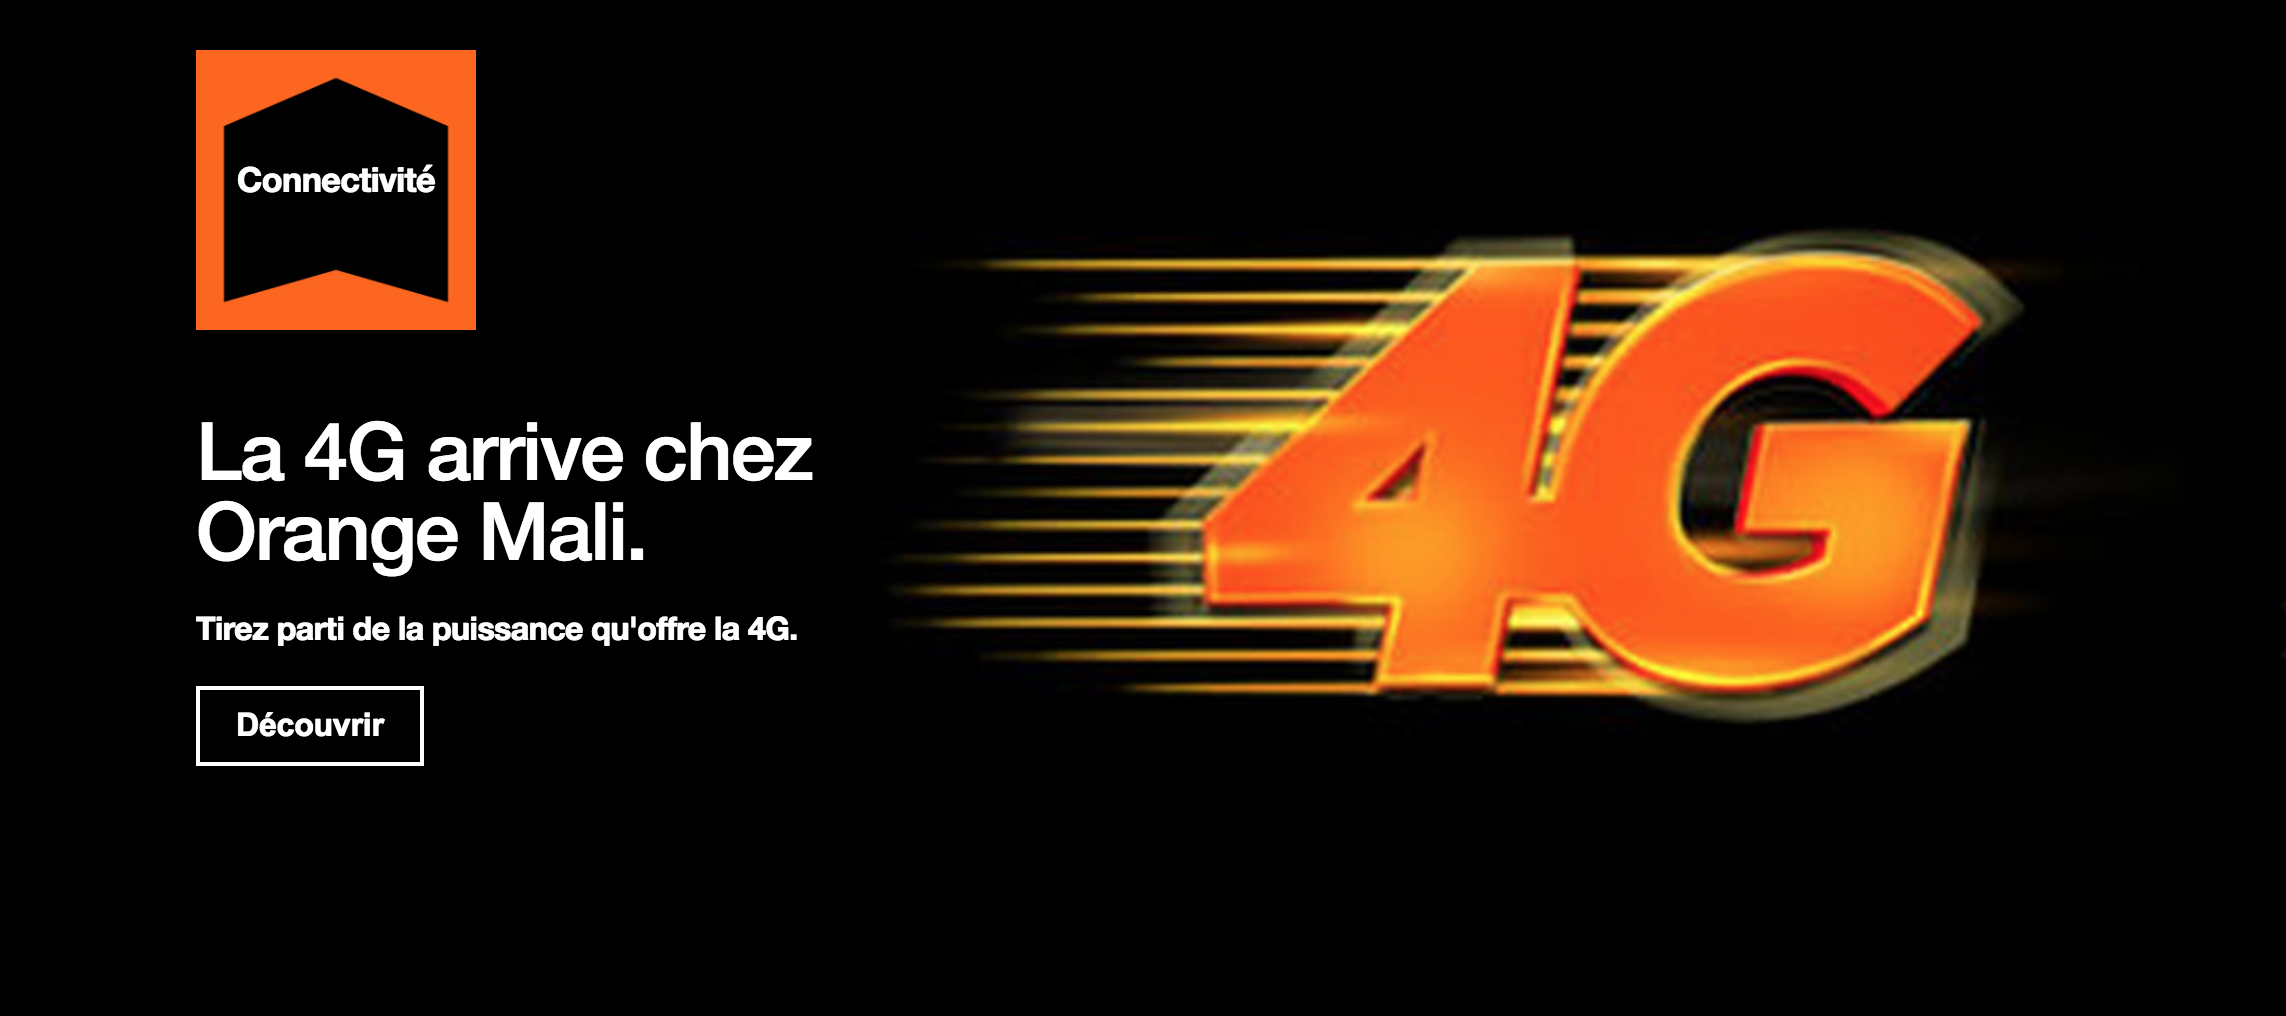 Connectivité
La 4G arrive chez
Orange Mali.
Tirez parti de la puissance qu'offre la 4G.
Découvrir
4G